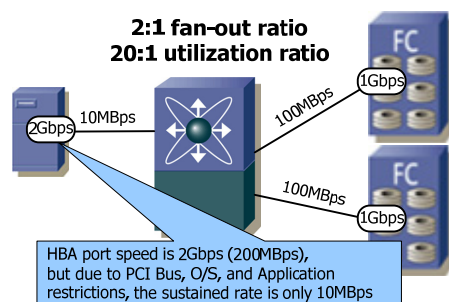 2:1 fan-out ratio
20:1 utilization ratio
FC
1Gbps
10MBps
2Gbps
100MBps
FC
100MBps
1Gbps
HBA port speed is 2Gbps (200MBps),
but due to PCI Bus, O/S, and Application
restrictions, the sustained rate is only 10MBps